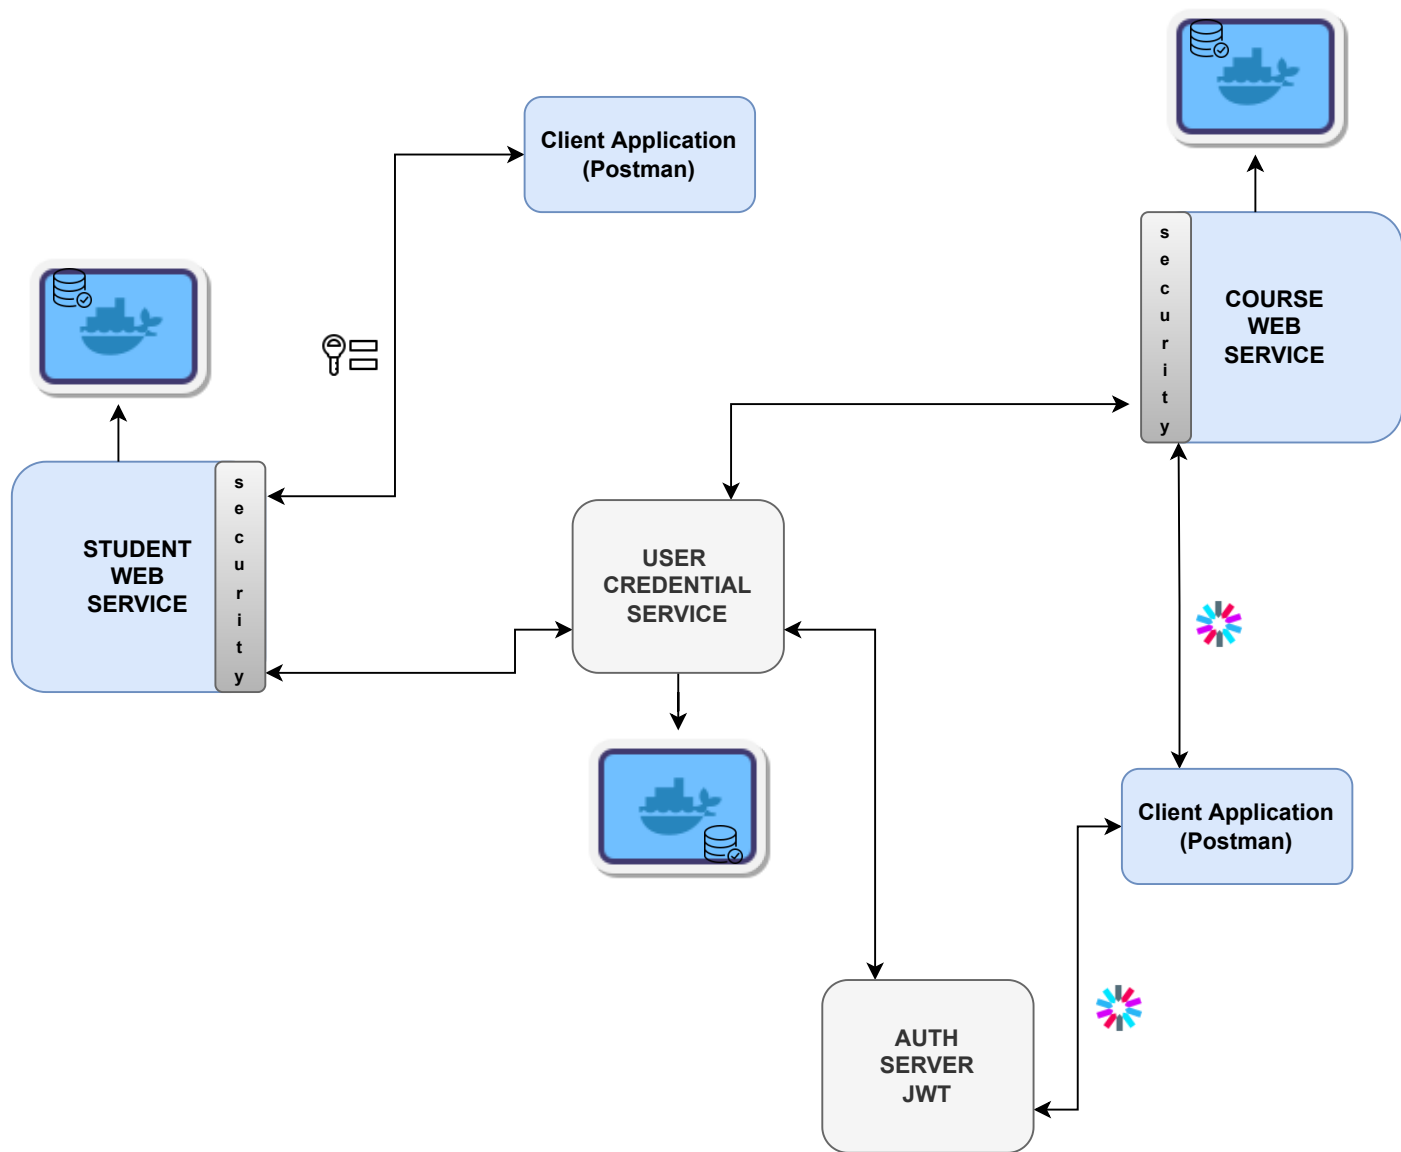 Client Application
(Postman)
s
e
c
u
r
i
t
y
COURSE
WEB
SERVICE
STUDENT
WEB
SERVICE
s
e
c
u
r
i
t
y
USER
CREDENTIAL
SERVICE
Client Application
(Postman)
AUTH
SERVER
JWT